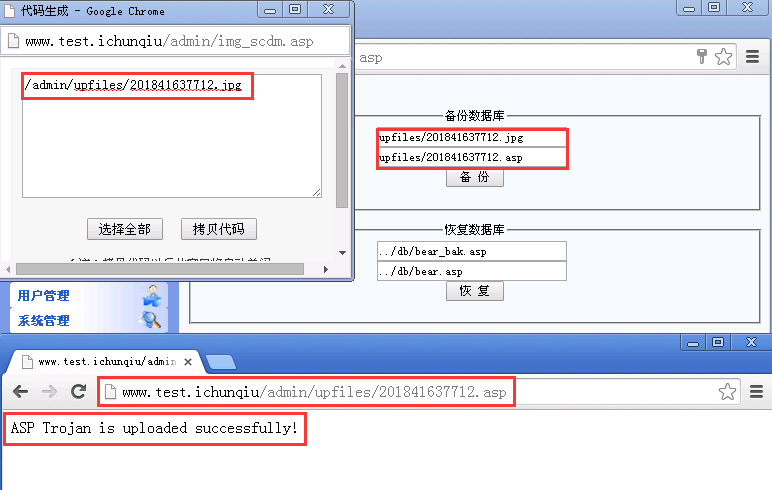 代码生成 - Google Chrome
www.test.ichunqiu/admin/img_scdm.asp
/admin/upfiles/201841637712.jpg
选择全部
拷贝代码
asp
备份数据库
upfiles/201841637712.jpg
upfiles/201841637712.asp
备 份
恢复数据库
../db/bear_bak.asp
../db/bear.asp
恢 复
用户管理
系统管理
www.test.ichunqiu/admin
www.test.ichunqiu/admin/upfiles/201841637712.asp
ASP Trojan is uploaded successfully!